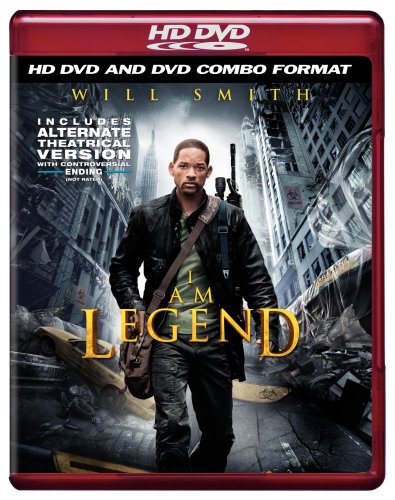 HD DVD
HD DVD AND DVD COMBO FORMAT
WILL SMITH
INCLUDES
ALTERNATE
THEATRICAL
VERSION
WITH CONTROVERSIAL
ENDING
(NOT RATED)
I
AM
LEGEND